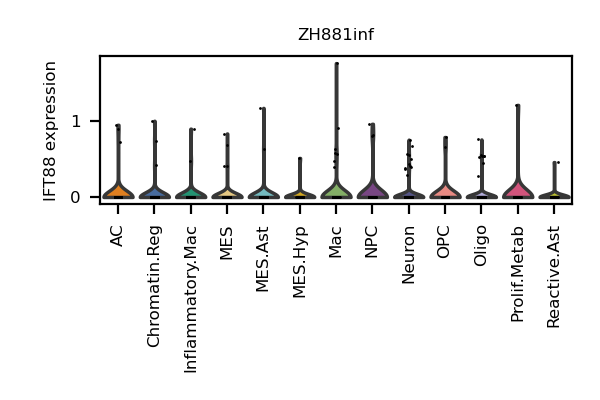 ZH881inf
IFT88 expression
1
0
AC
Chromatin.Reg
Inflammatory.Mac
MES
MES.Ast
MES.Hyp
Mac
NPC
Neuron
OPC
Oligo
Prolif.Metab
Reactive.Ast